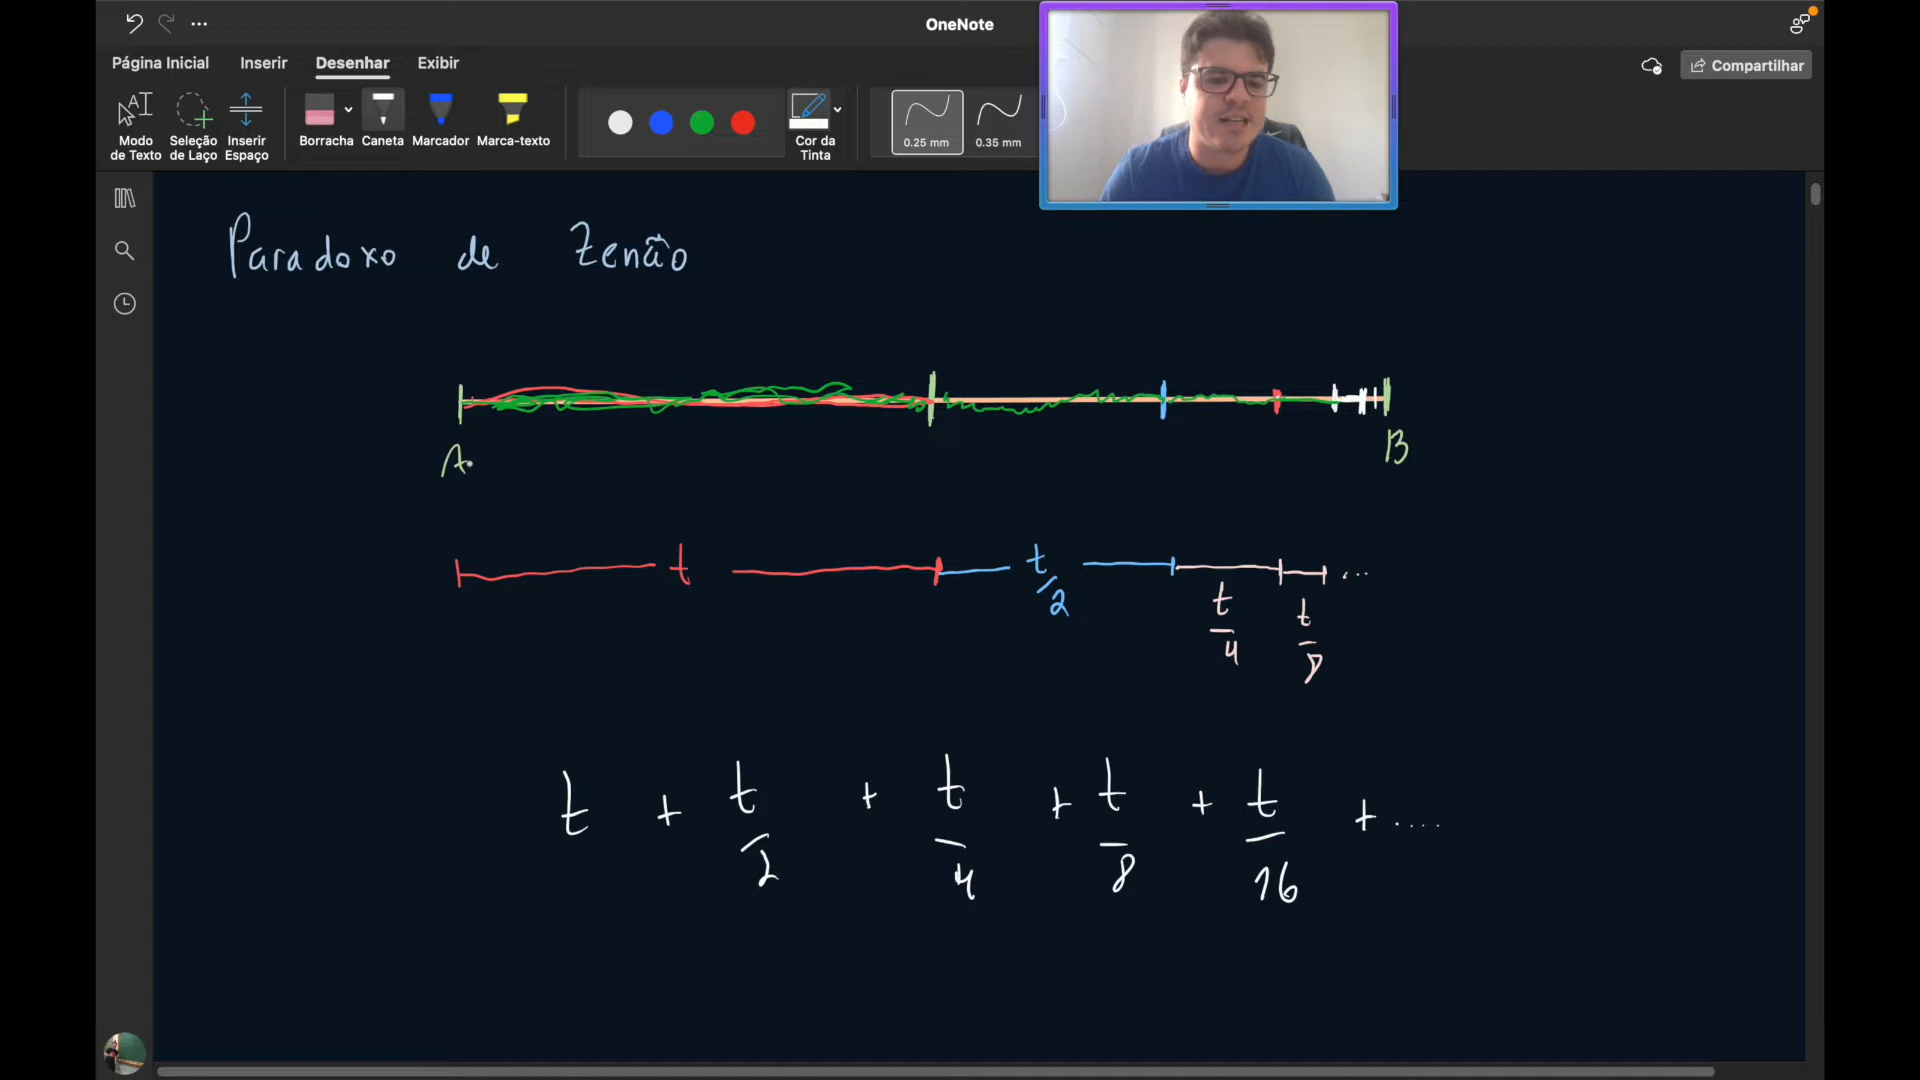 OneNote
Página Inicial Inserir Desenhar Exibir
Compartilhar
Modo de Texto
Seleção de Laço
Inserir Espaço
Borracha
Caneta
Marcador
Marca-texto
Cor da Tinta
0.25 mm
0.35 mm
Paradoxo de Zenão
A B
t t/2 t/4 t/8 ...
t + t/2 + t/4 + t/8 + t/16 + ....